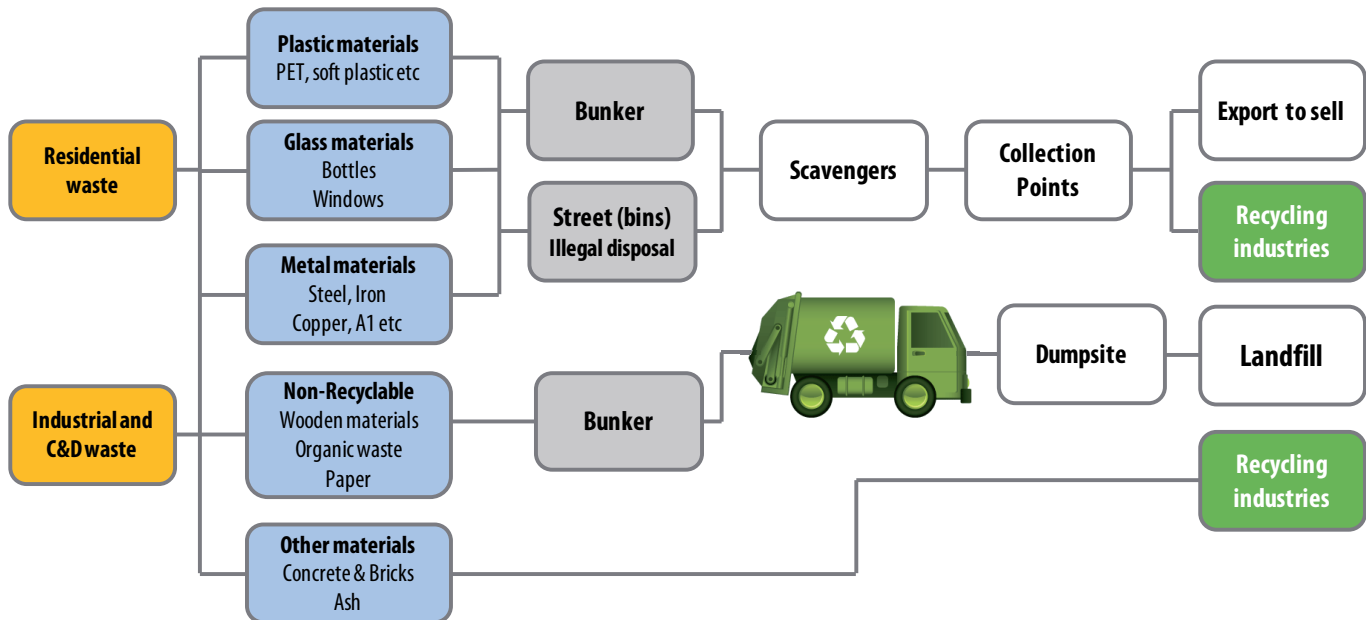 Residential
waste
Industrial and
C&D waste
Plastic materials
PET, soft plastic etc
Glass materials
Bottles
Windows
Metal materials
Steel, Iron
Copper, A1 etc
Non-Recyclable
Wooden materials
Organic waste
Paper
Other materials
Concrete & Bricks
Ash
Bunker
Street (bins)
Illegal disposal
Bunker
Scavengers
Collection
Points
Export to sell
Recycling
industries
Dumpsite
Landfill
Recycling
industries